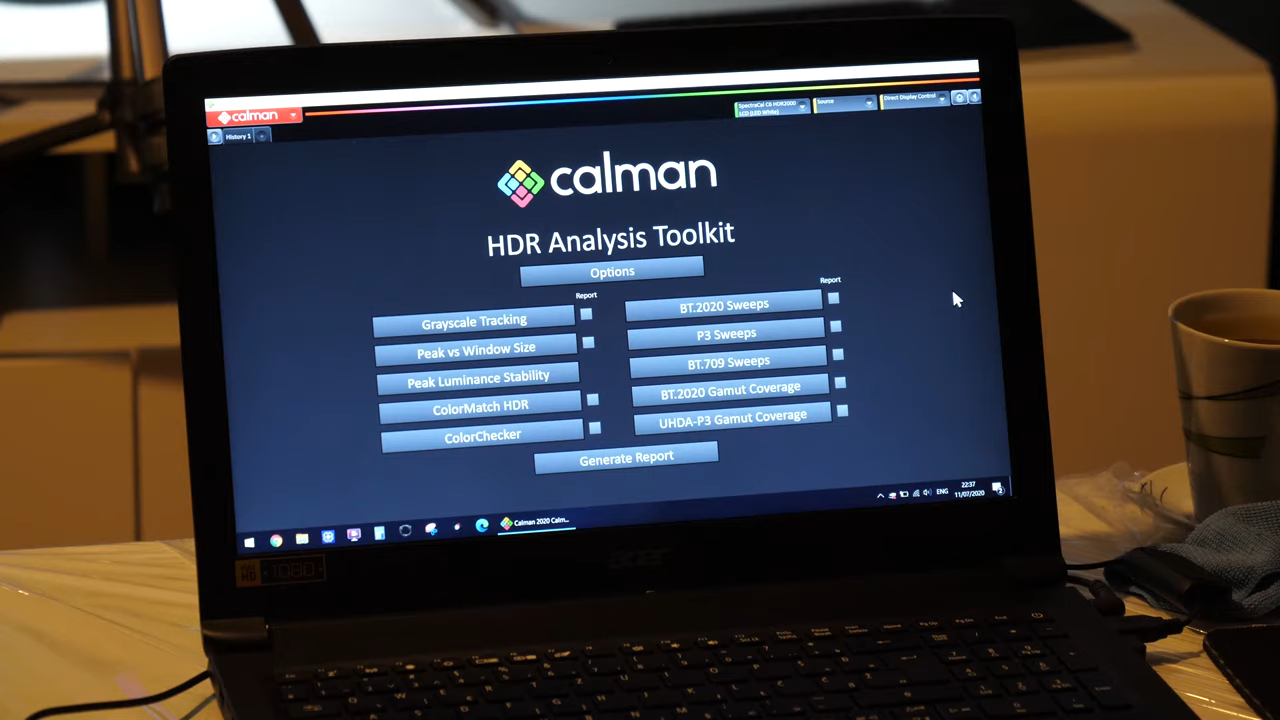 calman
SpectraCal C6 HDR2000
LCD (LED White)
Source
Direct Display Control
History 1
calman
HDR Analysis Toolkit
Options
Report
Report
Grayscale Tracking
BT.2020 Sweeps
Peak vs Window Size
P3 Sweeps
Peak Luminance Stability
BT.709 Sweeps
ColorMatch HDR
BT.2020 Gamut Coverage
ColorChecker
UHDA-P3 Gamut Coverage
Generate Report
Calman 2020 Calm...
ENG
22:37
11/07/2020
2
acer
HD
1080